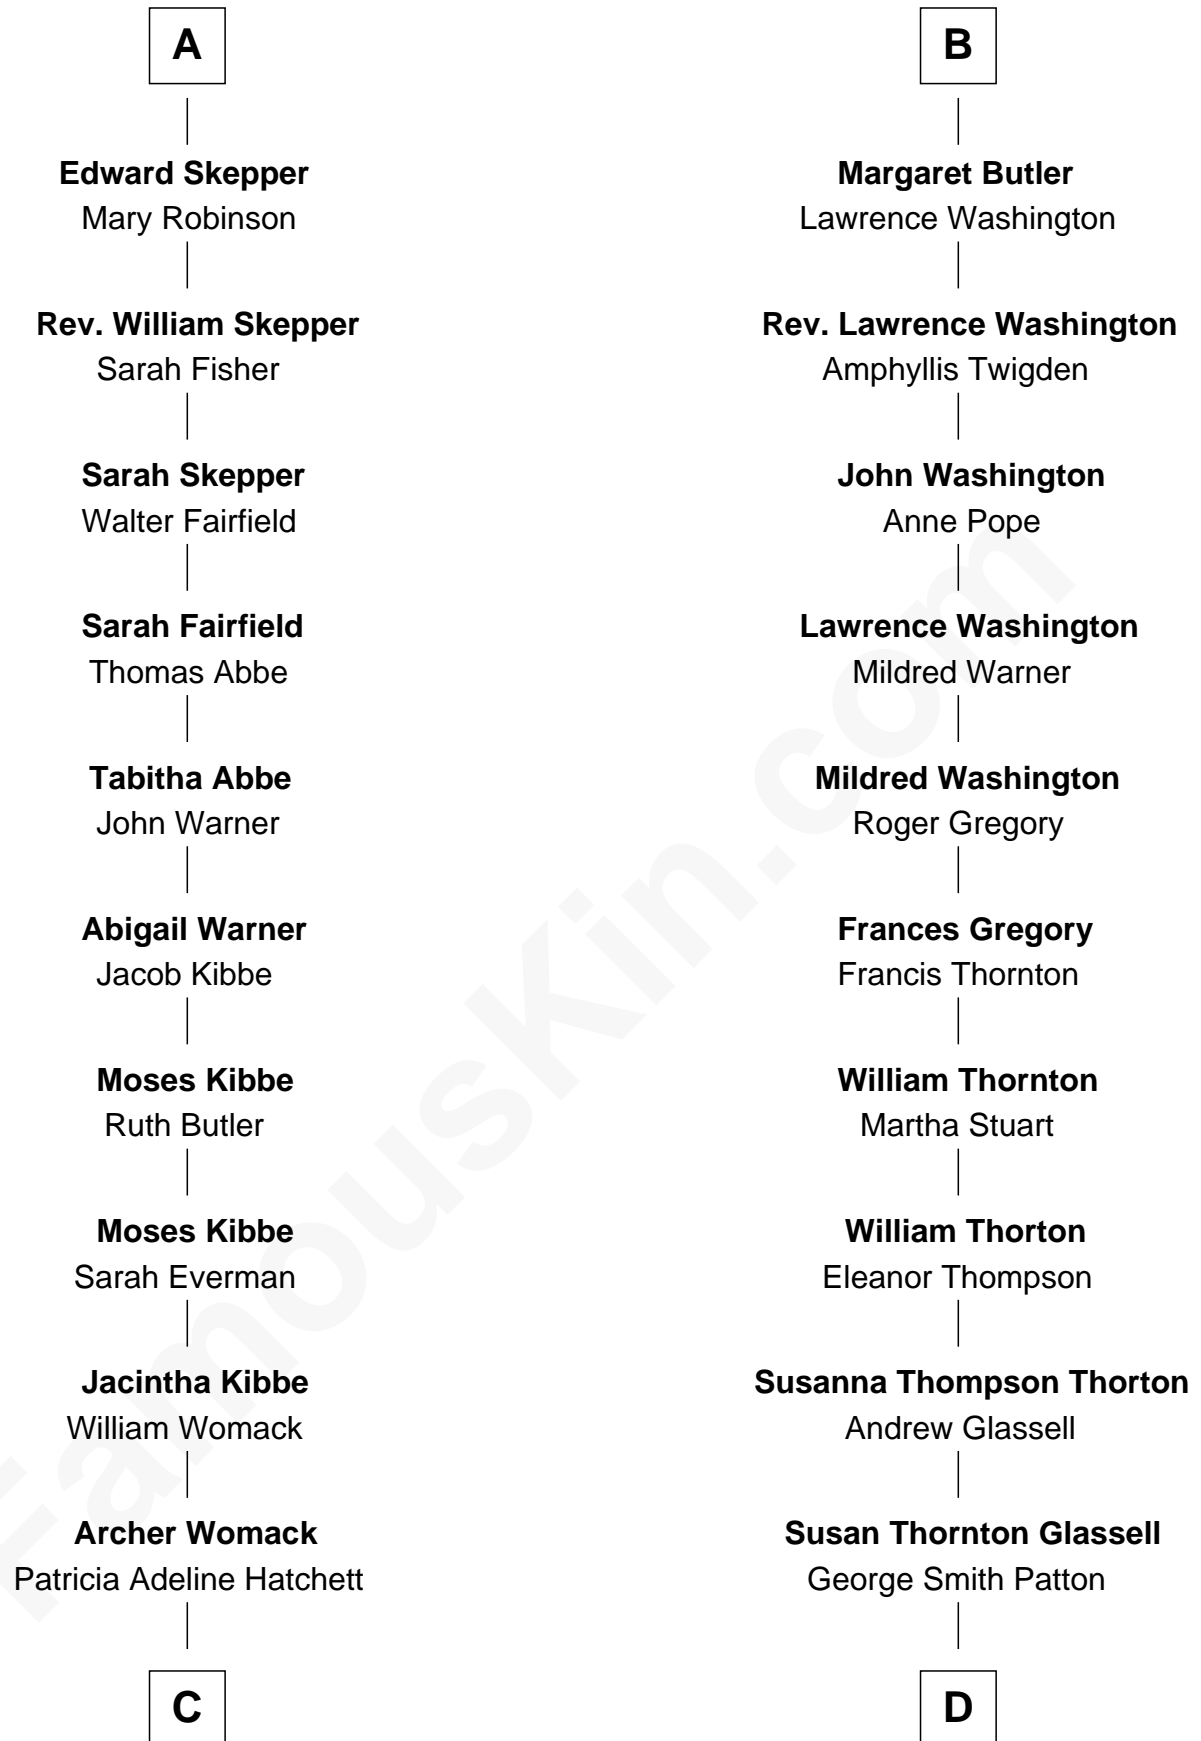 A
Edward Skepper
Mary Robinson
Rev. William Skepper
Sarah Fisher
Sarah Skepper
Walter Fairfield
Sarah Fairfield
Thomas Abbe
Tabitha Abbe
John Warner
Abigail Warner
Jacob Kibbe
Moses Kibbe
Ruth Butler
Moses Kibbe
Sarah Everman
Jacintha Kibbe
William Womack
Archer Womack
Patricia Adeline Hatchett
C
B
Margaret Butler
Lawrence Washington
Rev. Lawrence Washington
Amphyllis Twigden
John Washington
Anne Pope
Lawrence Washington
Mildred Warner
Mildred Washington
Roger Gregory
Frances Gregory
Francis Thornton
William Thornton
Martha Stuart
William Thorton
Eleanor Thompson
Susanna Thompson Thorton
Andrew Glassell
Susan Thornton Glassell
George Smith Patton
D
FamousKin.com